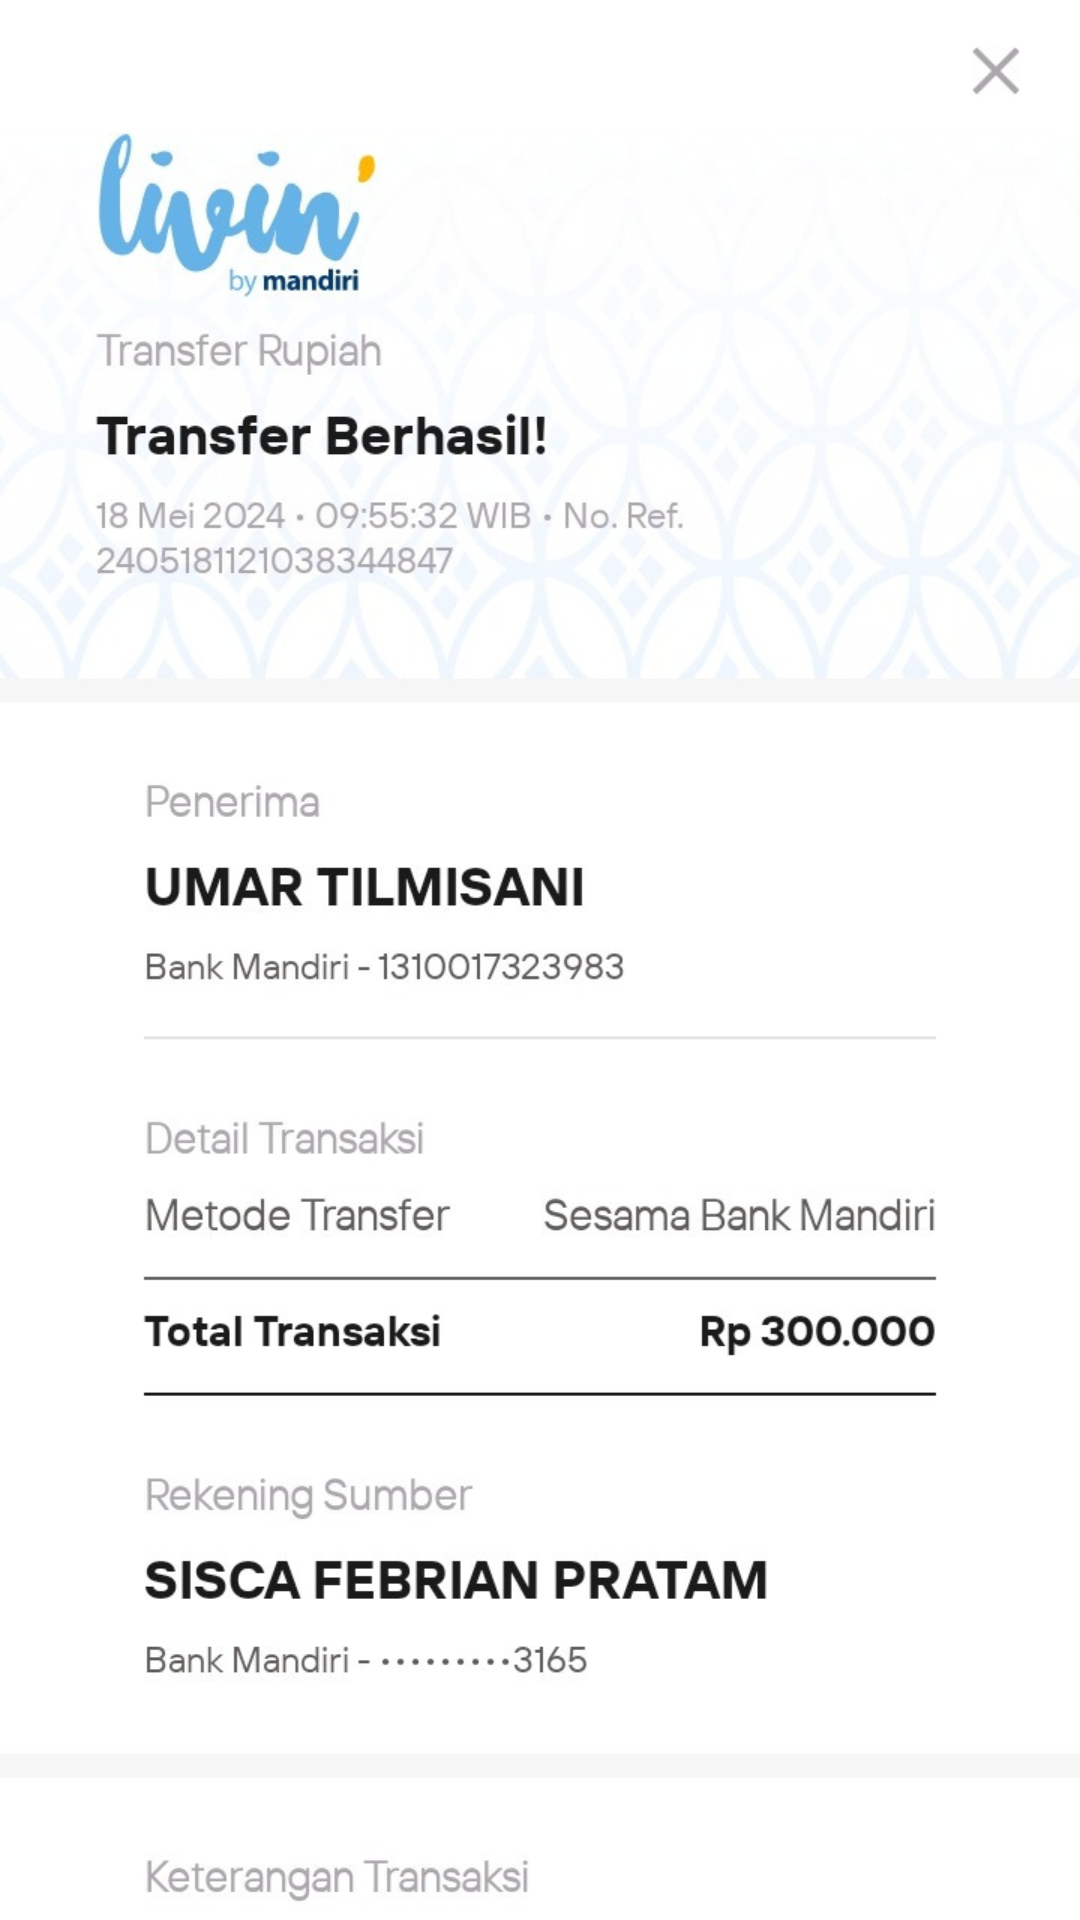 livin'
by mandiri
Transfer Rupiah
Transfer Berhasil!
18 Mei 2024 • 09:55:32 WIB • No. Ref.
2405181121038344847
Penerima
UMAR TILMISANI
Bank Mandiri - 1310017323983
Detail Transaksi
Metode Transfer Sesama Bank Mandiri
Total Transaksi Rp 300.000
Rekening Sumber
SISCA FEBRIAN PRATAM
Bank Mandiri - •••••••••3165
Keterangan Transaksi